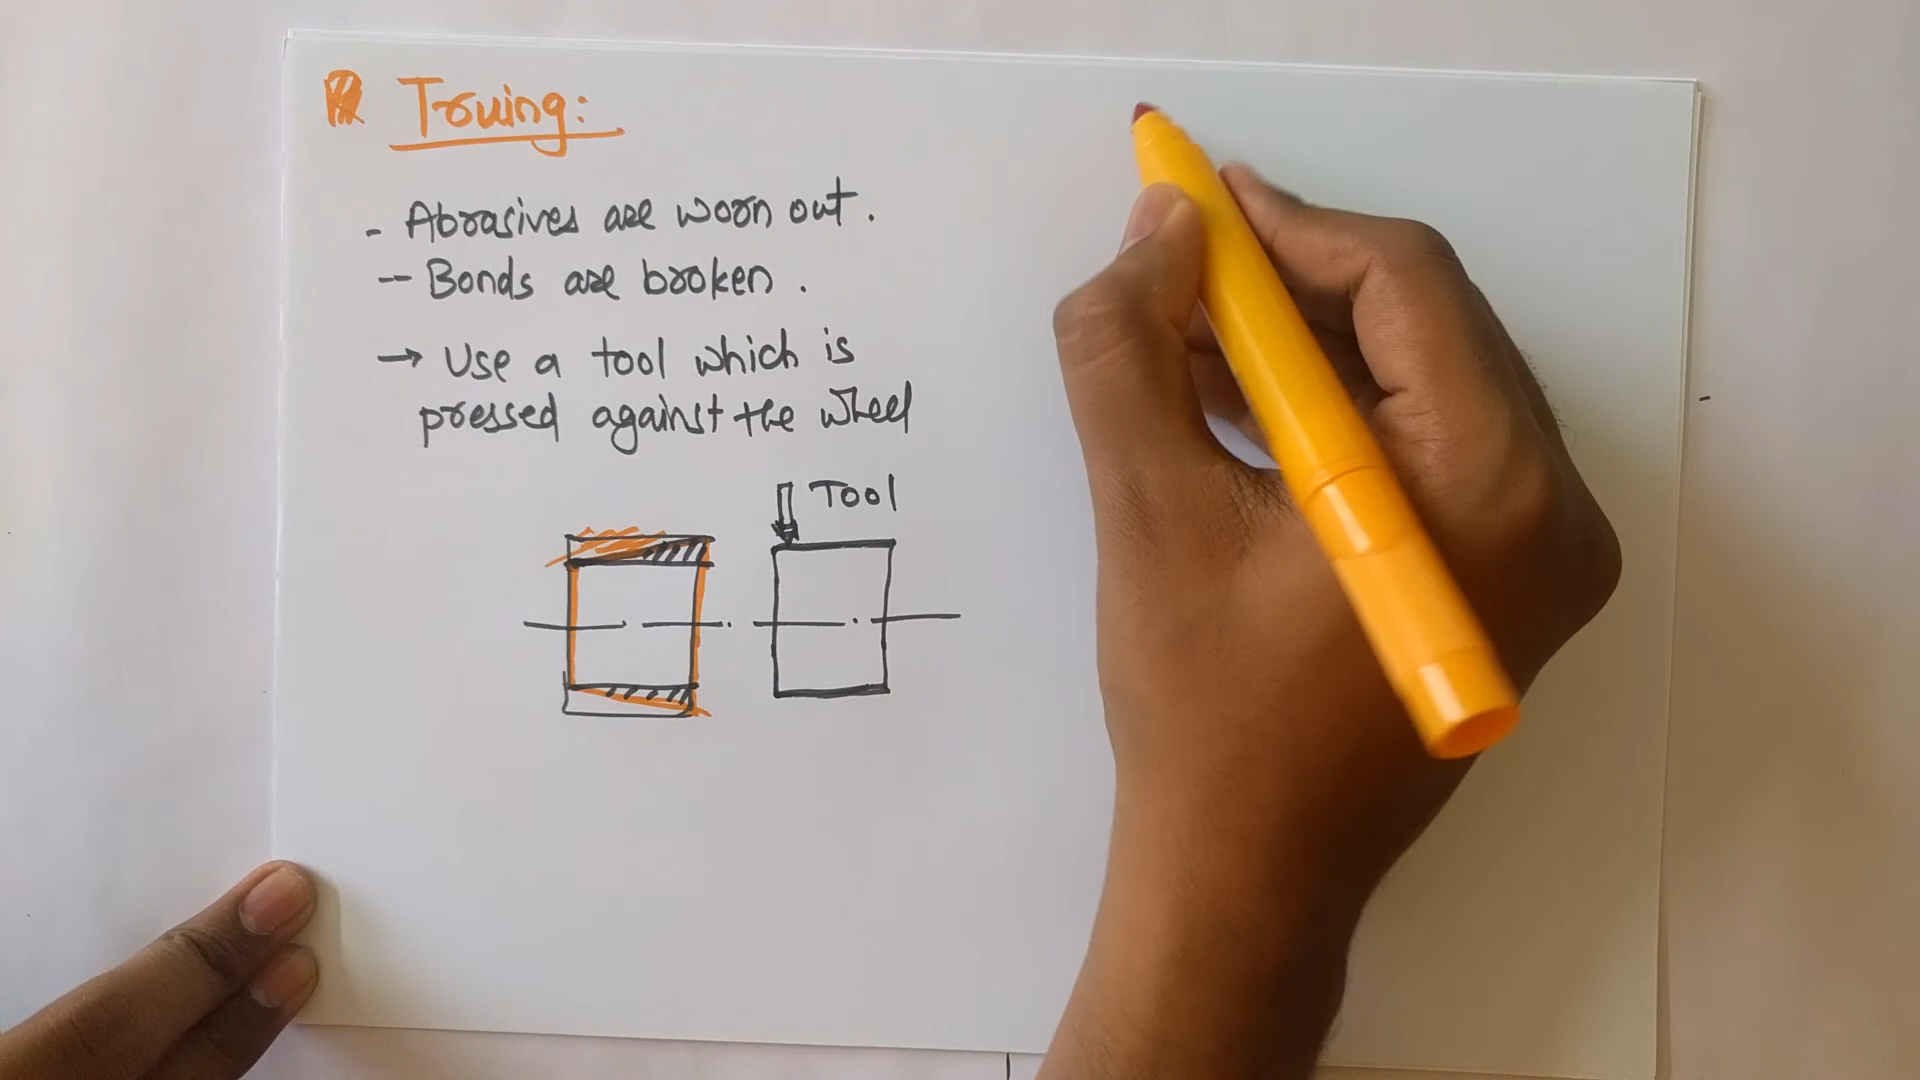 Truing:
- Abrasives are worn out.
- Bonds are broken.
→ Use a tool which is
pressed against the wheel
Tool